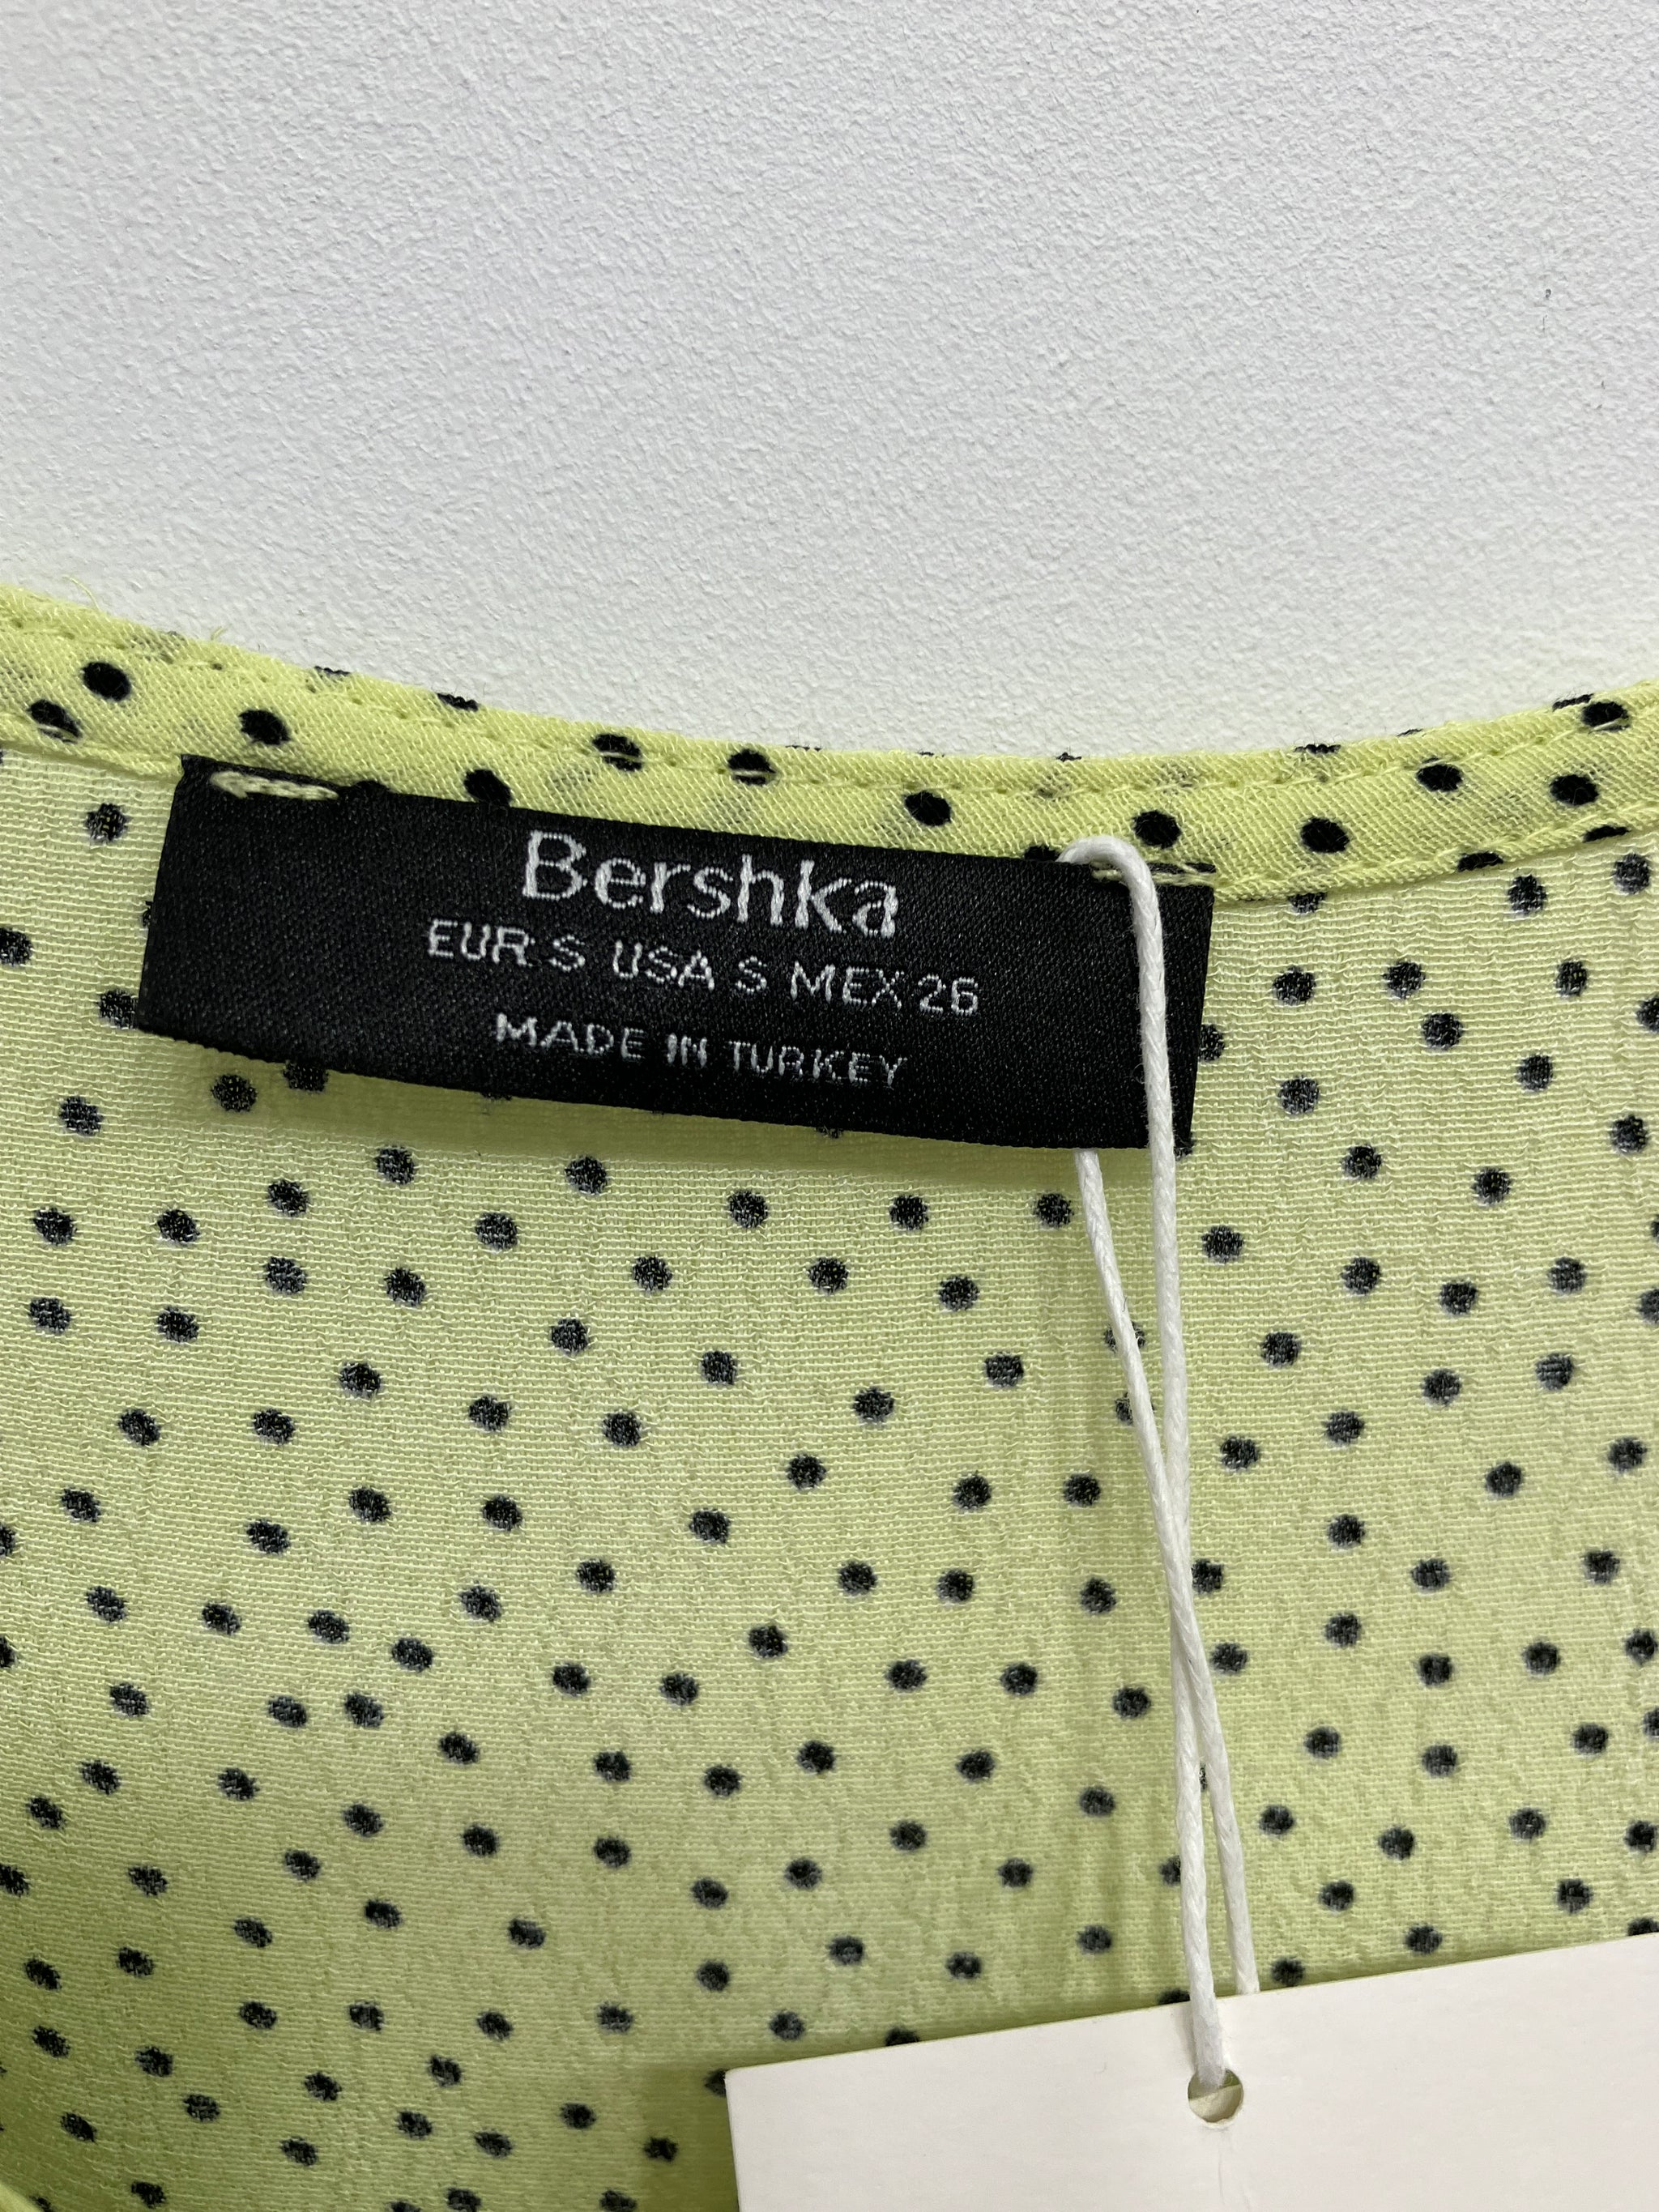 Bershka
EUR S USA S MEX 26
MADE IN TURKEY